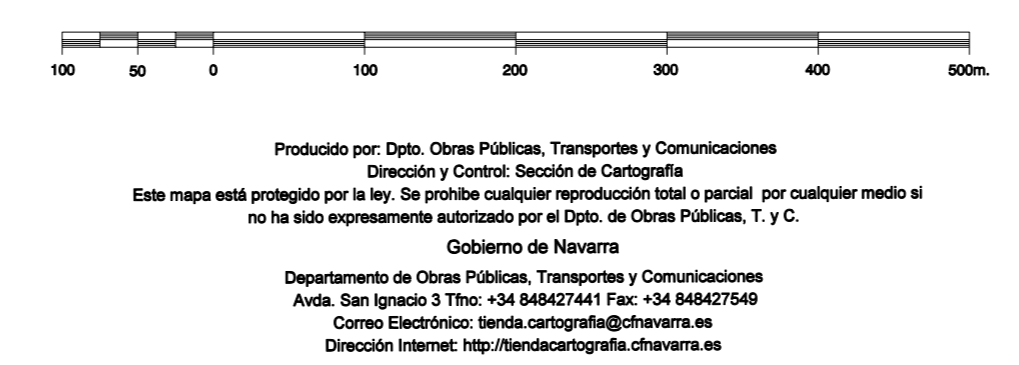 100 50 0 100 200 300 400 500m.
Producido por: Dpto. Obras Públicas, Transportes y Comunicaciones
Dirección y Control: Sección de Cartografía
Este mapa está protegido por la ley. Se prohibe cualquier reproducción total o parcial por cualquier medio si
no ha sido expresamente autorizado por el Dpto. de Obras Públicas, T. y C.
Gobierno de Navarra
Departamento de Obras Públicas, Transportes y Comunicaciones
Avda. San Ignacio 3 Tfno: +34 848427441 Fax: +34 848427549
Correo Electrónico: tienda.cartografia@cfnavarra.es
Dirección Internet: http://tiendacartografia.cfnavarra.es